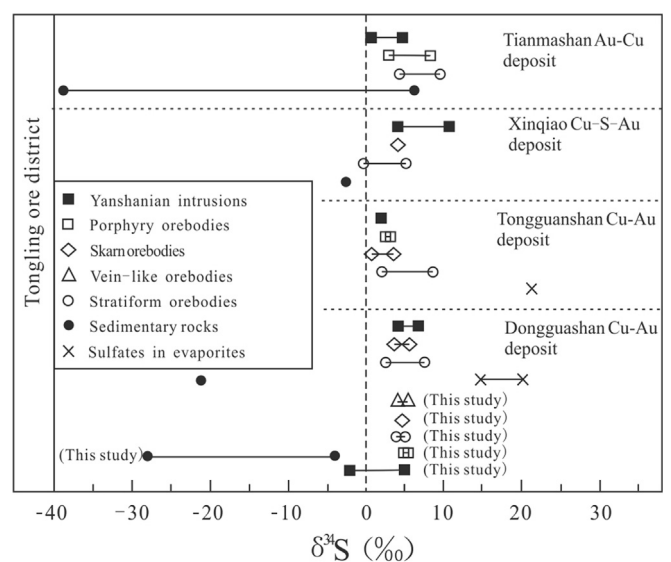 Tongling ore district
Tianmashan Au-Cu
deposit
Xinqiao Cu-S-Au
deposit
Yanshanian intrusions
Porphyry orebodies
Skarnorebodies
Vein-like orebodies
Stratiform orebodies
Sedimentary rocks
Sulfates in evaporites
Tongguanshan Cu-Au
deposit
Dongguashan Cu-Au
deposit
(This study)
(This study)
(This study)
(This study)
(This study)
(This study)
-40 -30 -20 -10 0 10 20 30
δ³⁴S (‰)